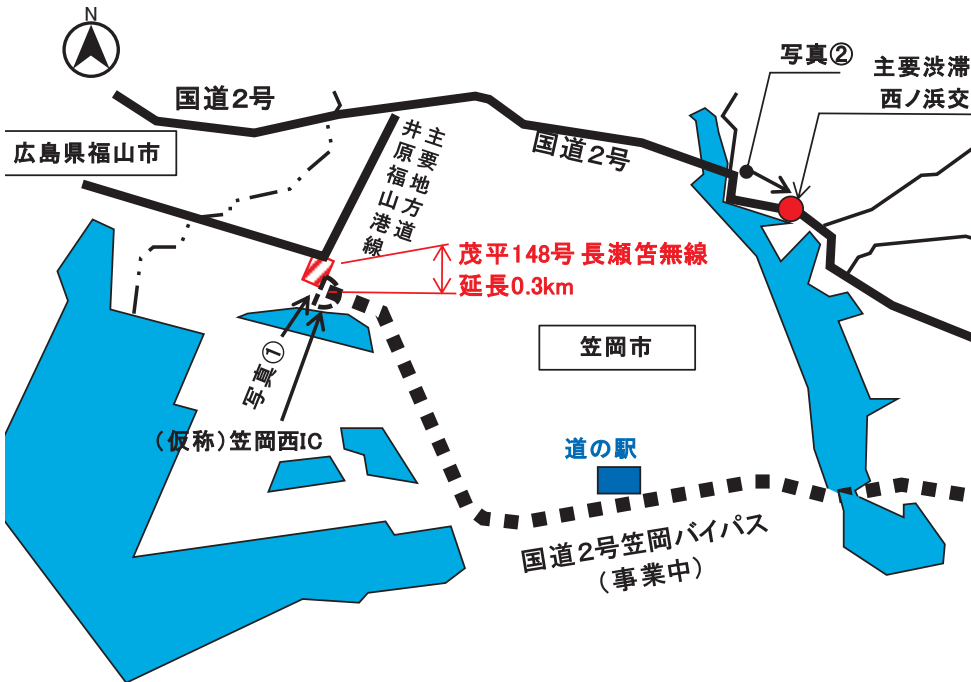 N
写真②
主要渋滞
西ノ浜交
国道2号
国道2号
広島県福山市
主要地方道
井原福山港線
茂平148号 長瀬笘無線
延長0.3km
笠岡市
写真①
（仮称）笠岡西IC
道の駅
国道2号笠岡バイパス
（事業中）